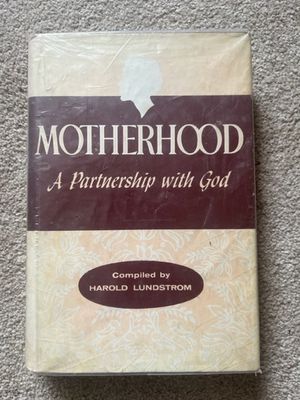 MOTHERHOOD
A Partnership with God
Compiled by
HAROLD LUNDSTROM